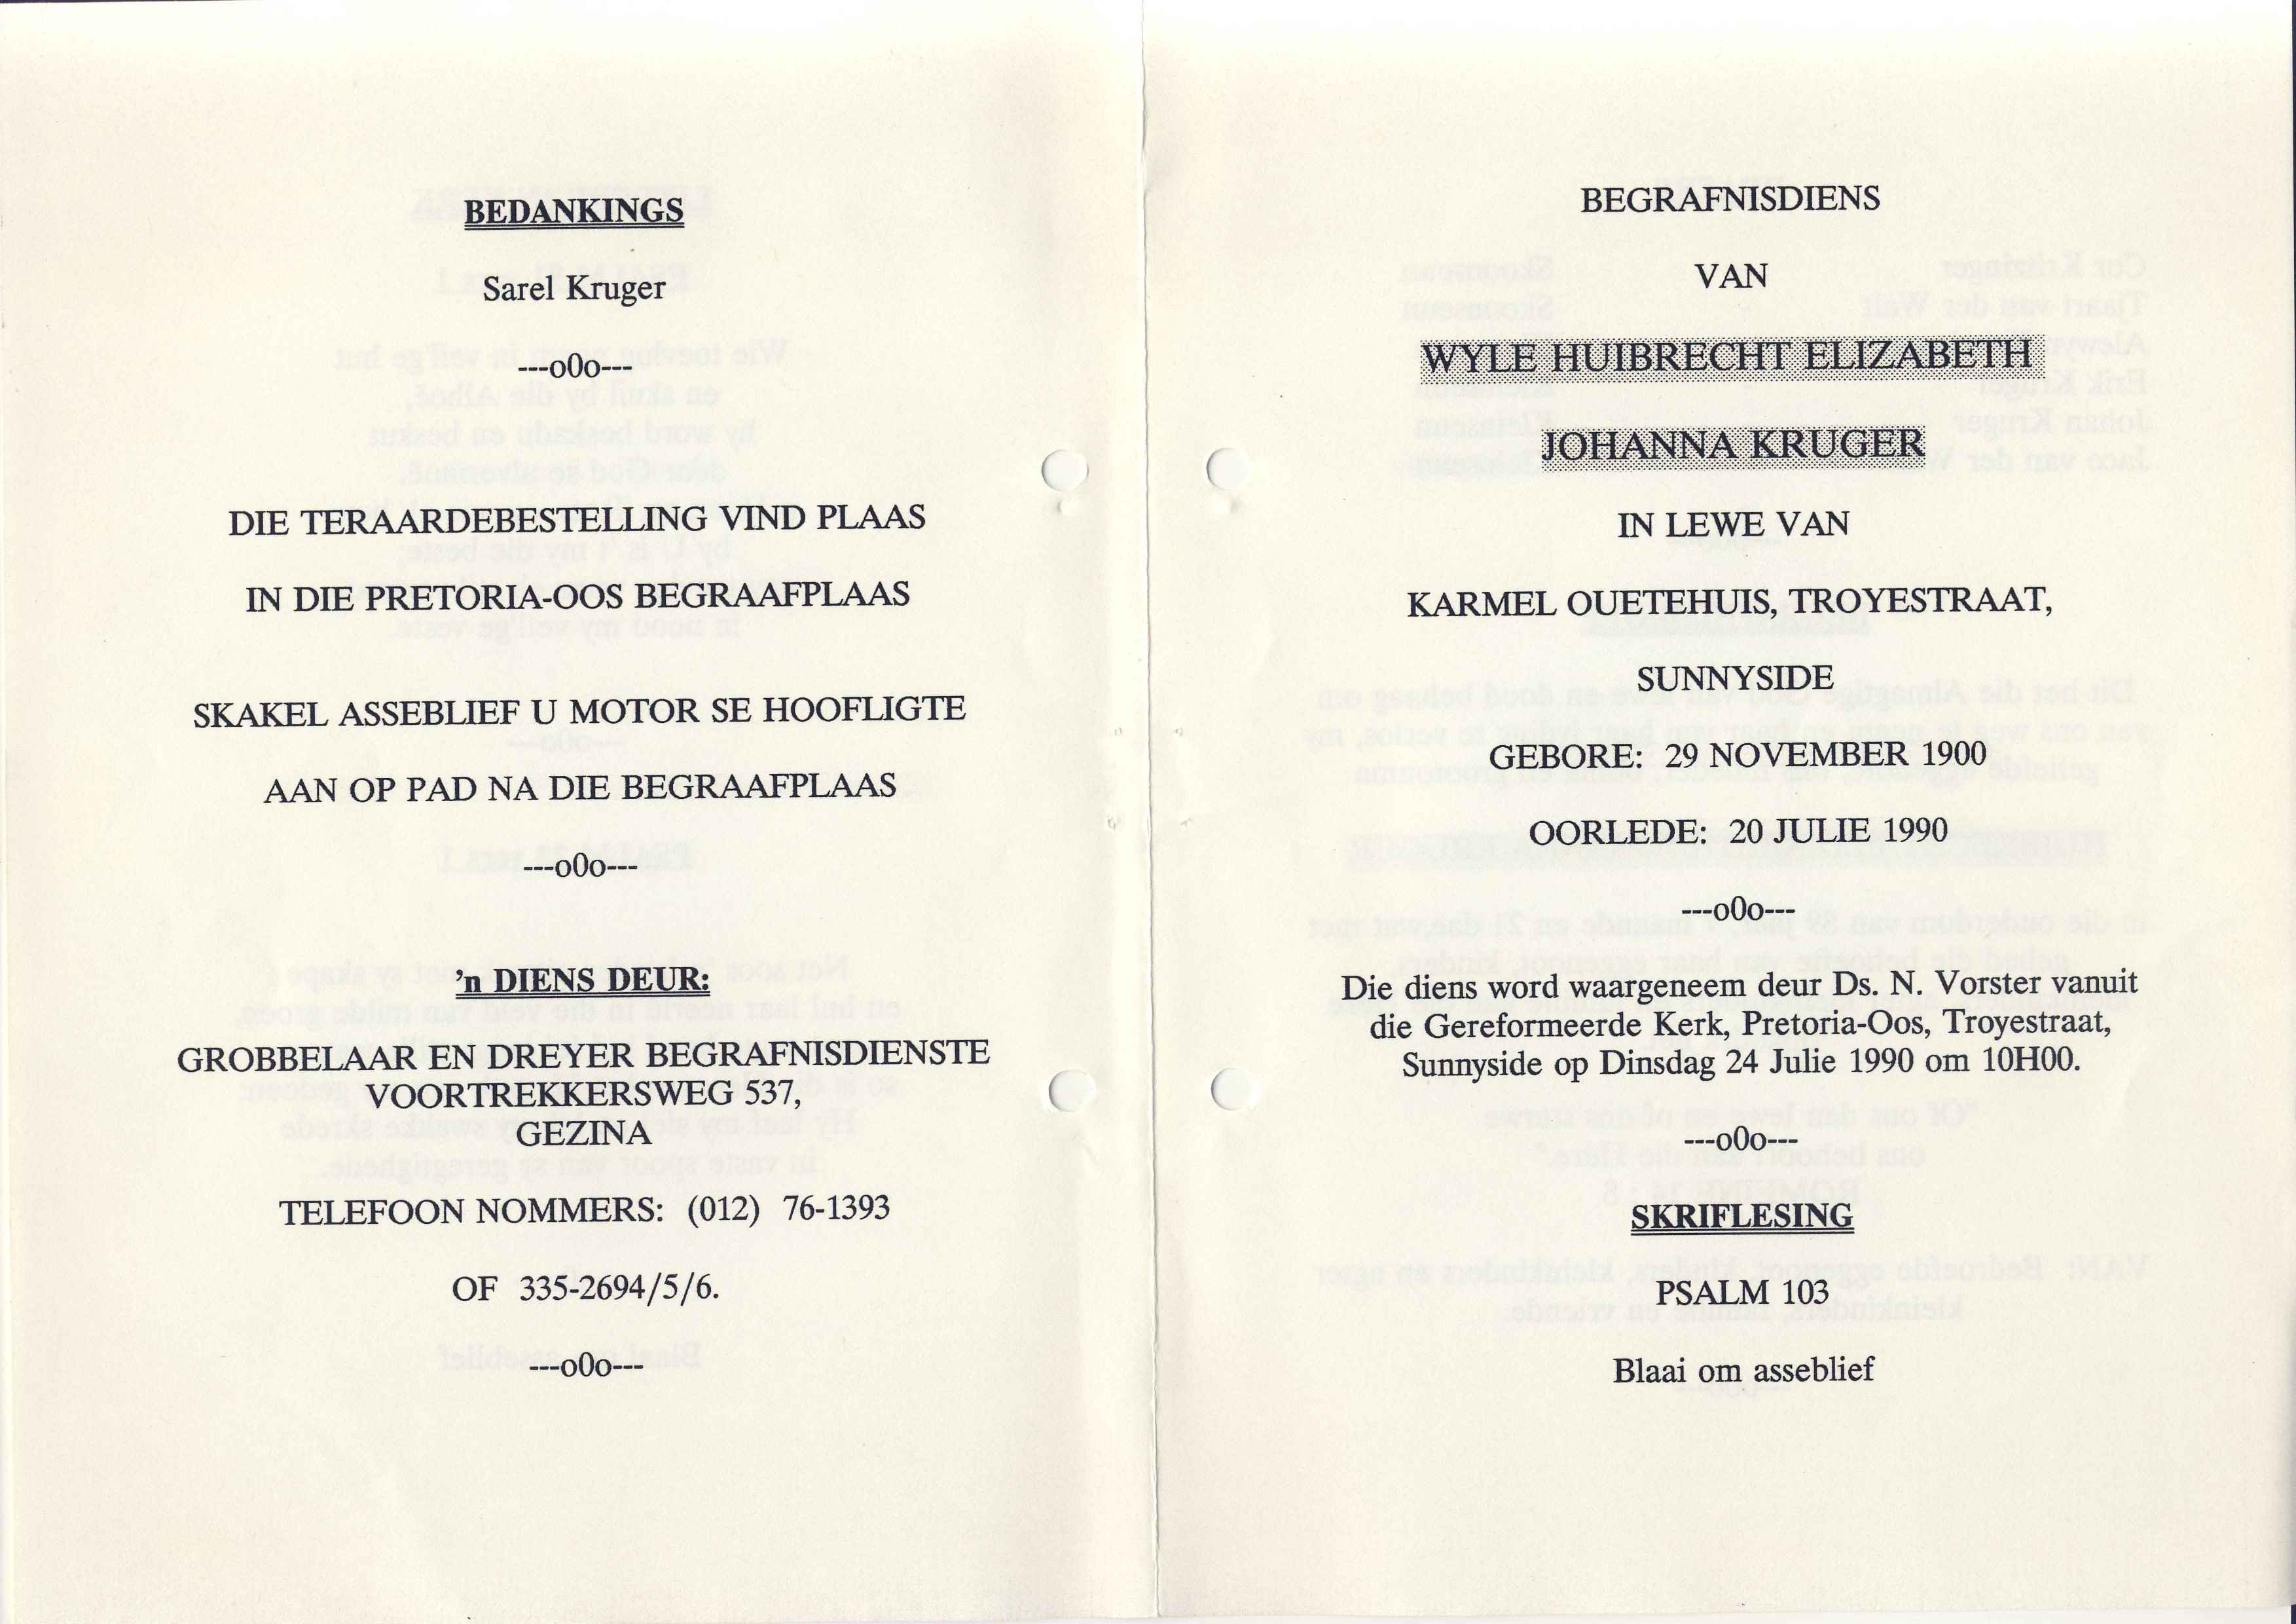 BEDANKINGS
Sarel Kruger
---o0o---
DIE TERAARDEBESTELLING VIND PLAAS
IN DIE PRETORIA-OOS BEGRAAFPLAAS
SKAKEL ASSEBLIEF U MOTOR SE HOOFLIGTE
AAN OP PAD NA DIE BEGRAAFPLAAS
---o0o---
'n DIENS DEUR:
GROBBELAAR EN DREYER BEGRAFNISDIENSTE
VOORTREKKERSWEG 537,
GEZINA
TELEFOON NOMMERS: (012) 76-1393
OF 335-2694/5/6.
---o0o---
BEGRAFNISDIENS
VAN
WYLE HUIBRECHT ELIZABETH
JOHANNA KRUGER
IN LEWE VAN
KARMEL OUETEHUIS, TROYESTRAAT,
SUNNYSIDE
GEBORE: 29 NOVEMBER 1900
OORLEDE: 20 JULIE 1990
---o0o---
Die diens word waargeneem deur Ds. N. Vorster vanuit
die Gereformeerde Kerk, Pretoria-Oos, Troyestraat,
Sunnyside op Dinsdag 24 Julie 1990 om 10H00.
---o0o---
SKRIFLESING
PSALM 103
Blaai om asseblief